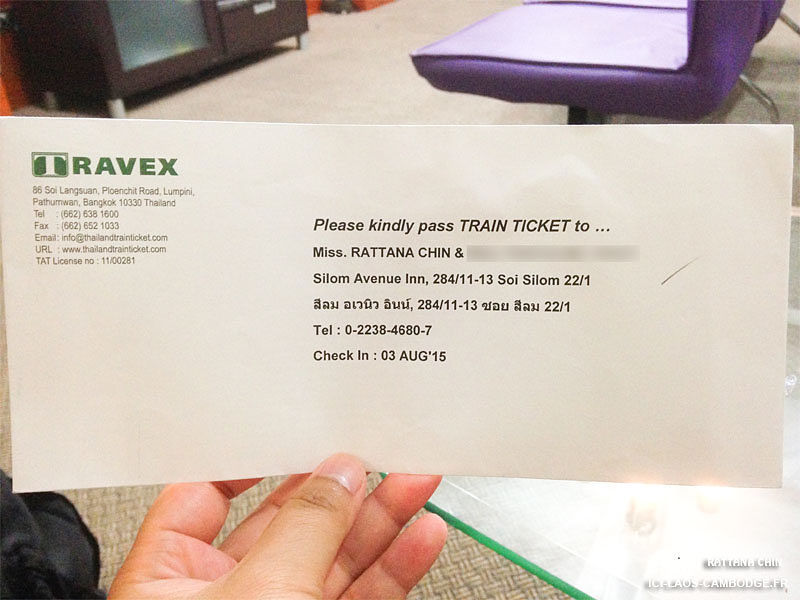 TRAVEX
86 Soi Langsuan, Ploenchit Road, Lumpini,
Pathumwan, Bangkok 10330 Thailand
Tel : (662) 638 1600
Fax : (662) 652 1033
Email : info@thailandtrainticket.com
URL : www.thailandtrainticket.com
TAT License no : 11/00281
Please kindly pass TRAIN TICKET to ...
Miss. RATTANA CHIN &
Silom Avenue Inn, 284/11-13 Soi Silom 22/1
สีลม อเวนิว อินน์, 284/11-13 ซอย สีลม 22/1
Tel : 0-2238-4680-7
Check In : 03 AUG'15
RATTANA CHIN
ICI-LAOS-CAMBODGE.FR